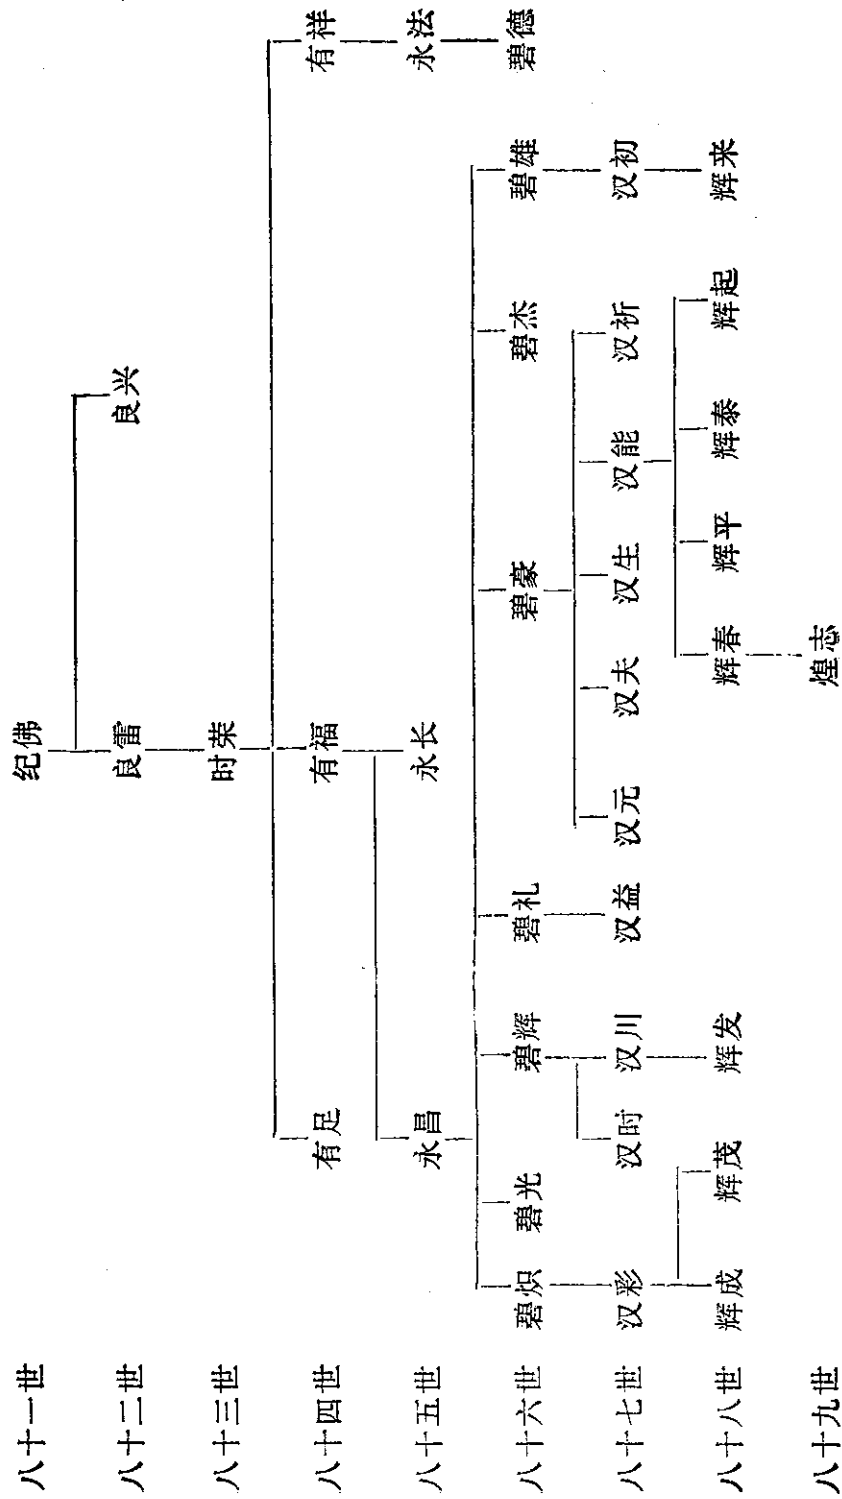 八十一世 纪佛
八十二世 良雷 良兴
八十三世 时荣
八十四世 有足 有福 有祥
八十五世 永昌 永长 永法
八十六世 碧炽 碧光 碧辉 碧礼 碧豪 碧杰 碧雄 碧德
八十七世 汉彩 汉时 汉川 汉益 汉元 汉夫 汉生 汉能 汉祈 汉初
八十八世 辉成 辉茂 辉发 辉春 辉平 辉泰 辉起 辉来
八十九世 煌志